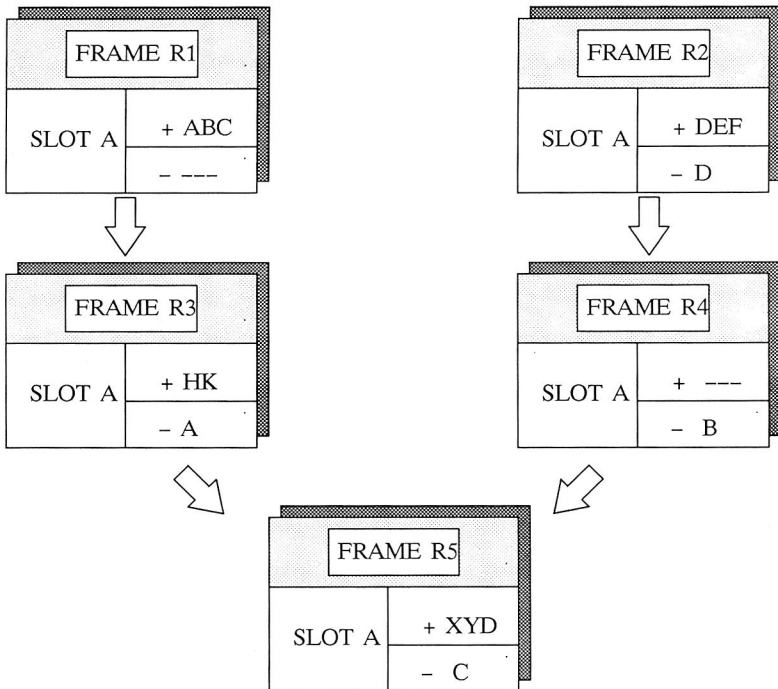 FRAME R1
SLOT A
+ ABC
– –––
FRAME R2
SLOT A
+ DEF
– D
FRAME R3
SLOT A
+ HK
– A
FRAME R4
SLOT A
+ –––
– B
FRAME R5
SLOT A
+ XYD
– C